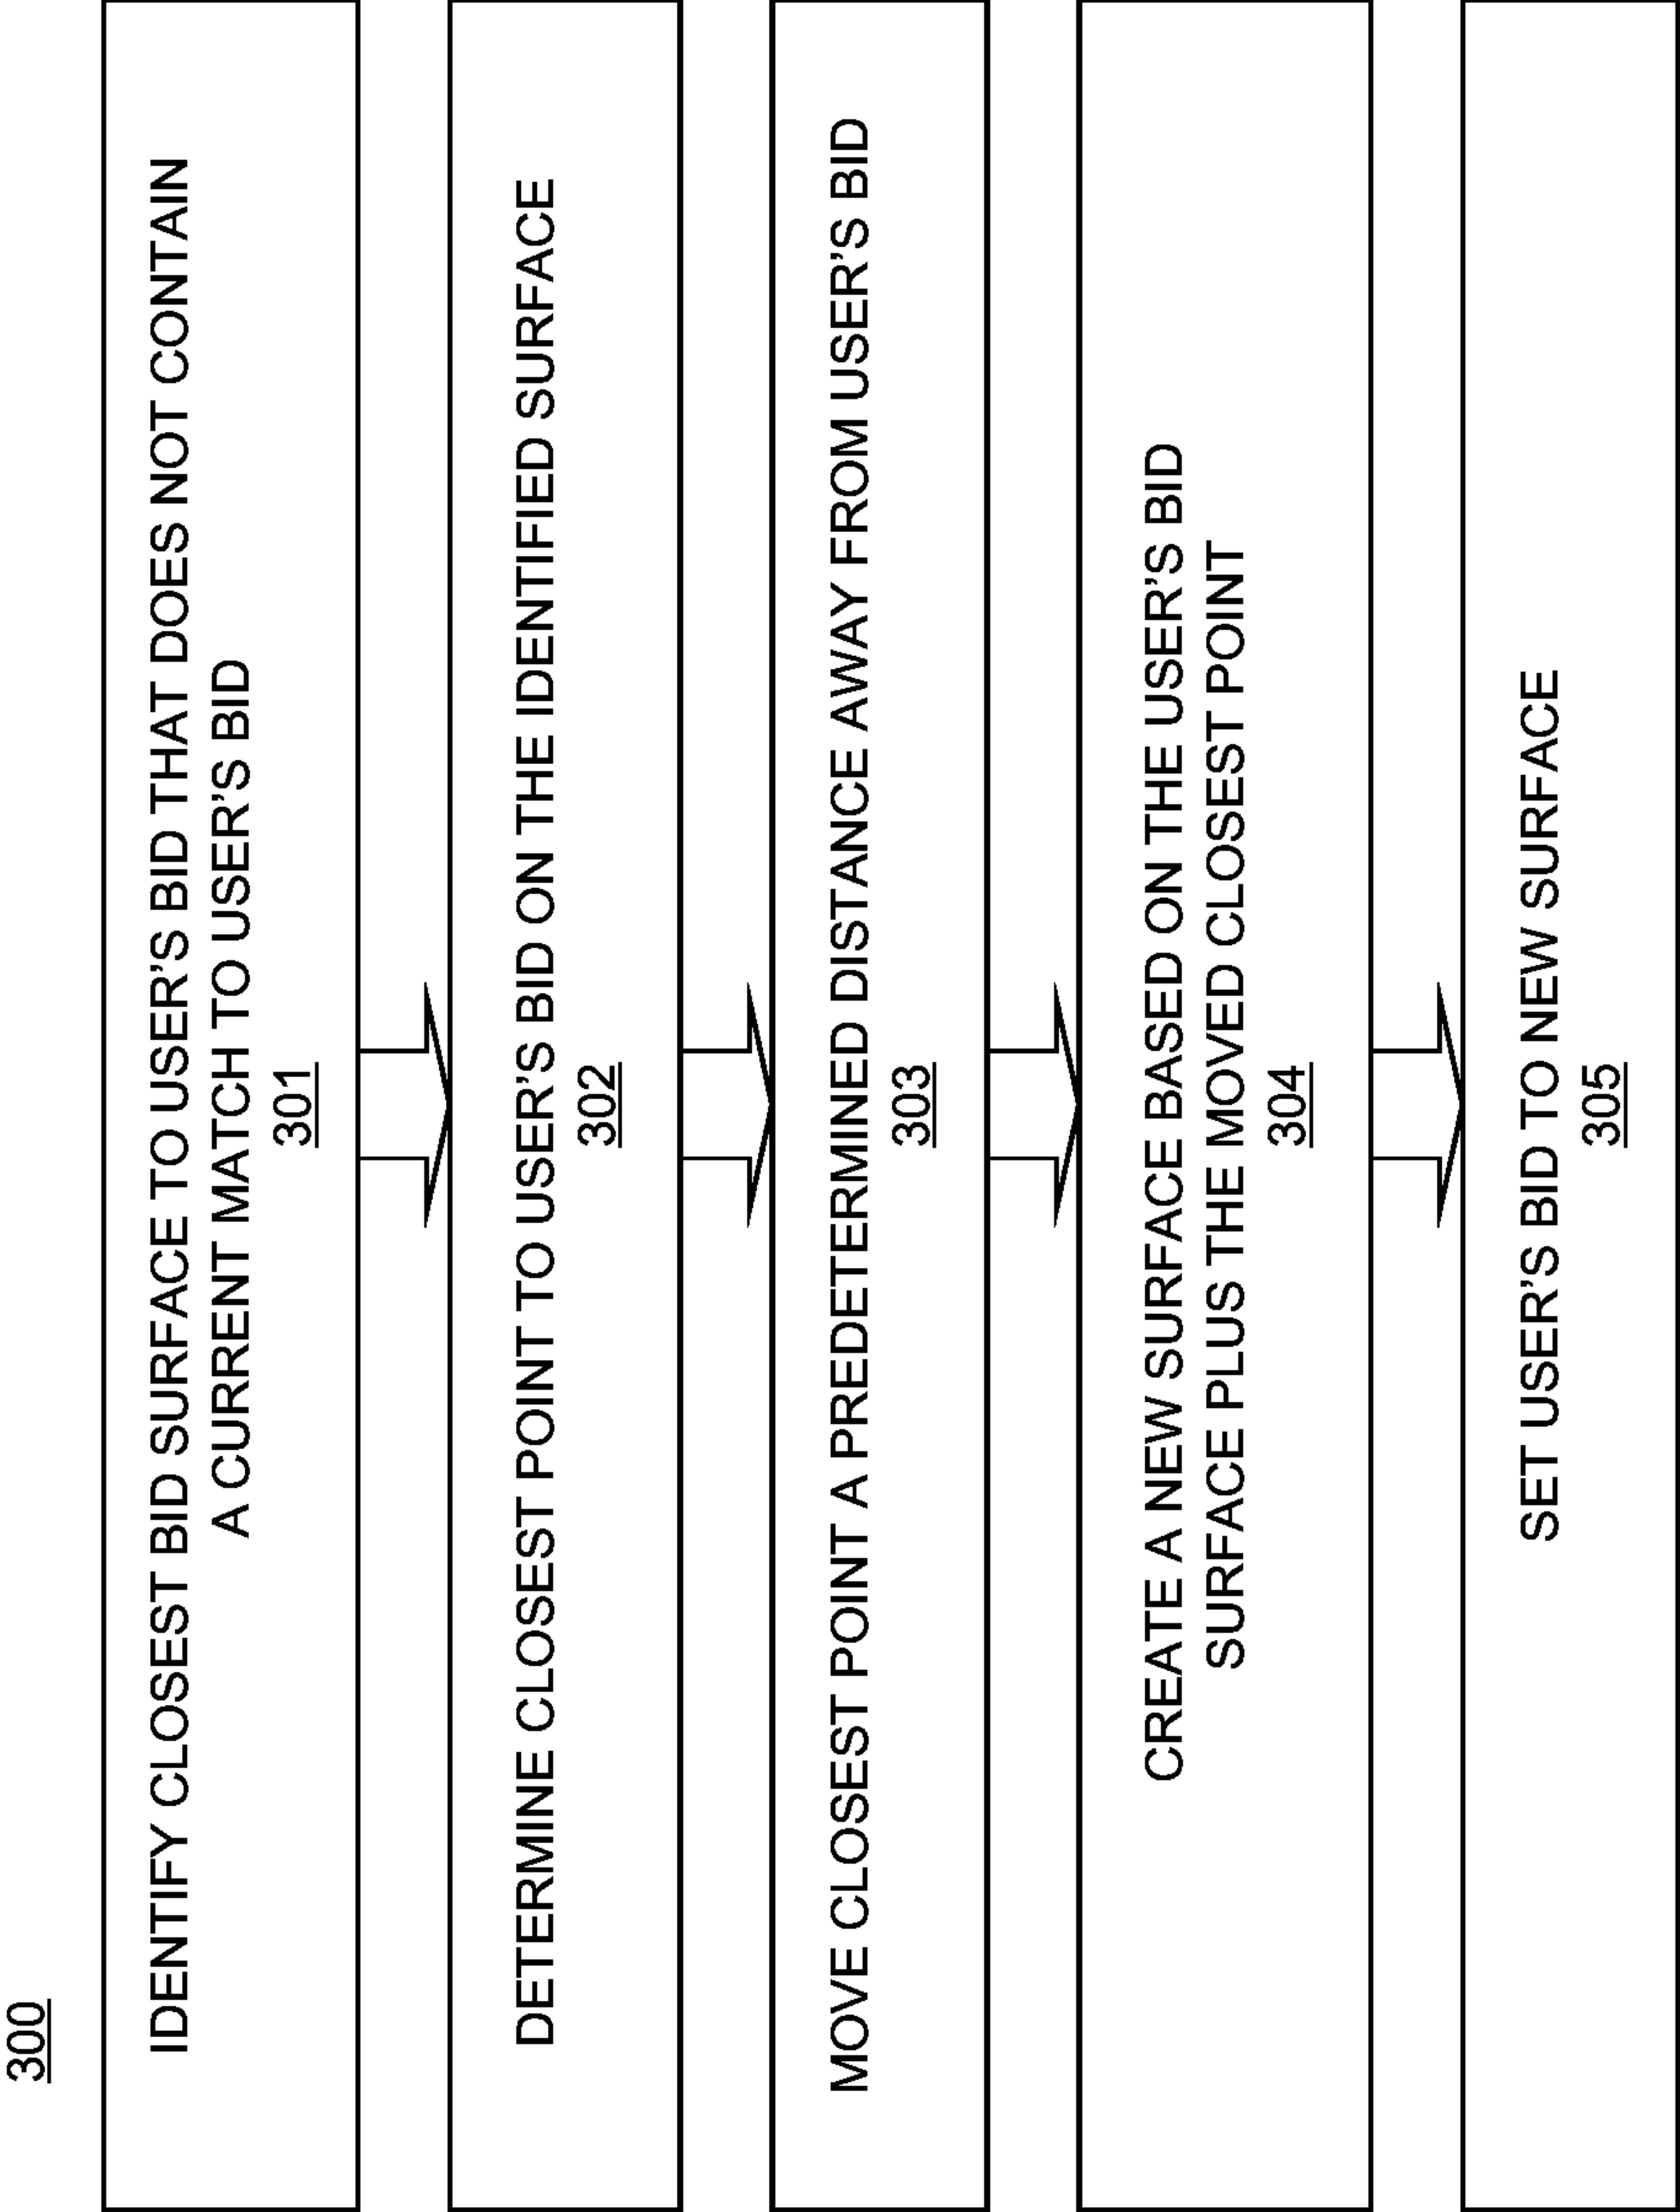 300
IDENTIFY CLOSEST BID SURFACE TO USER'S BID THAT DOES NOT CONTAIN
A CURRENT MATCH TO USER'S BID
301
DETERMINE CLOSEST POINT TO USER'S BID ON THE IDENTIFIED SURFACE
302
MOVE CLOSEST POINT A PREDETERMINED DISTANCE AWAY FROM USER'S BID
303
CREATE A NEW SURFACE BASED ON THE USER'S BID
SURFACE PLUS THE MOVED CLOSEST POINT
304
SET USER'S BID TO NEW SURFACE
305